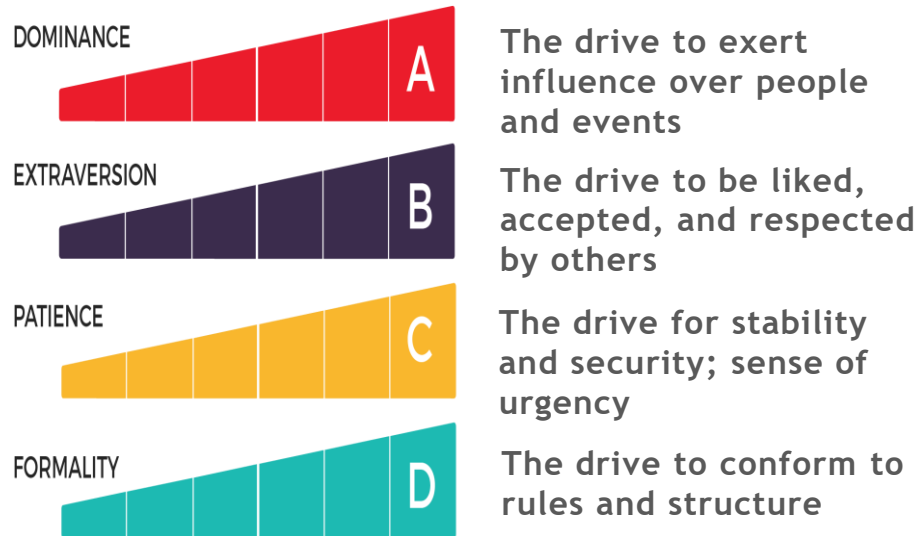 DOMINANCE
A
The drive to exert
influence over people
and events
EXTRAVERSION
B
The drive to be liked,
accepted, and respected
by others
PATIENCE
C
The drive for stability
and security; sense of
urgency
FORMALITY
D
The drive to conform to
rules and structure